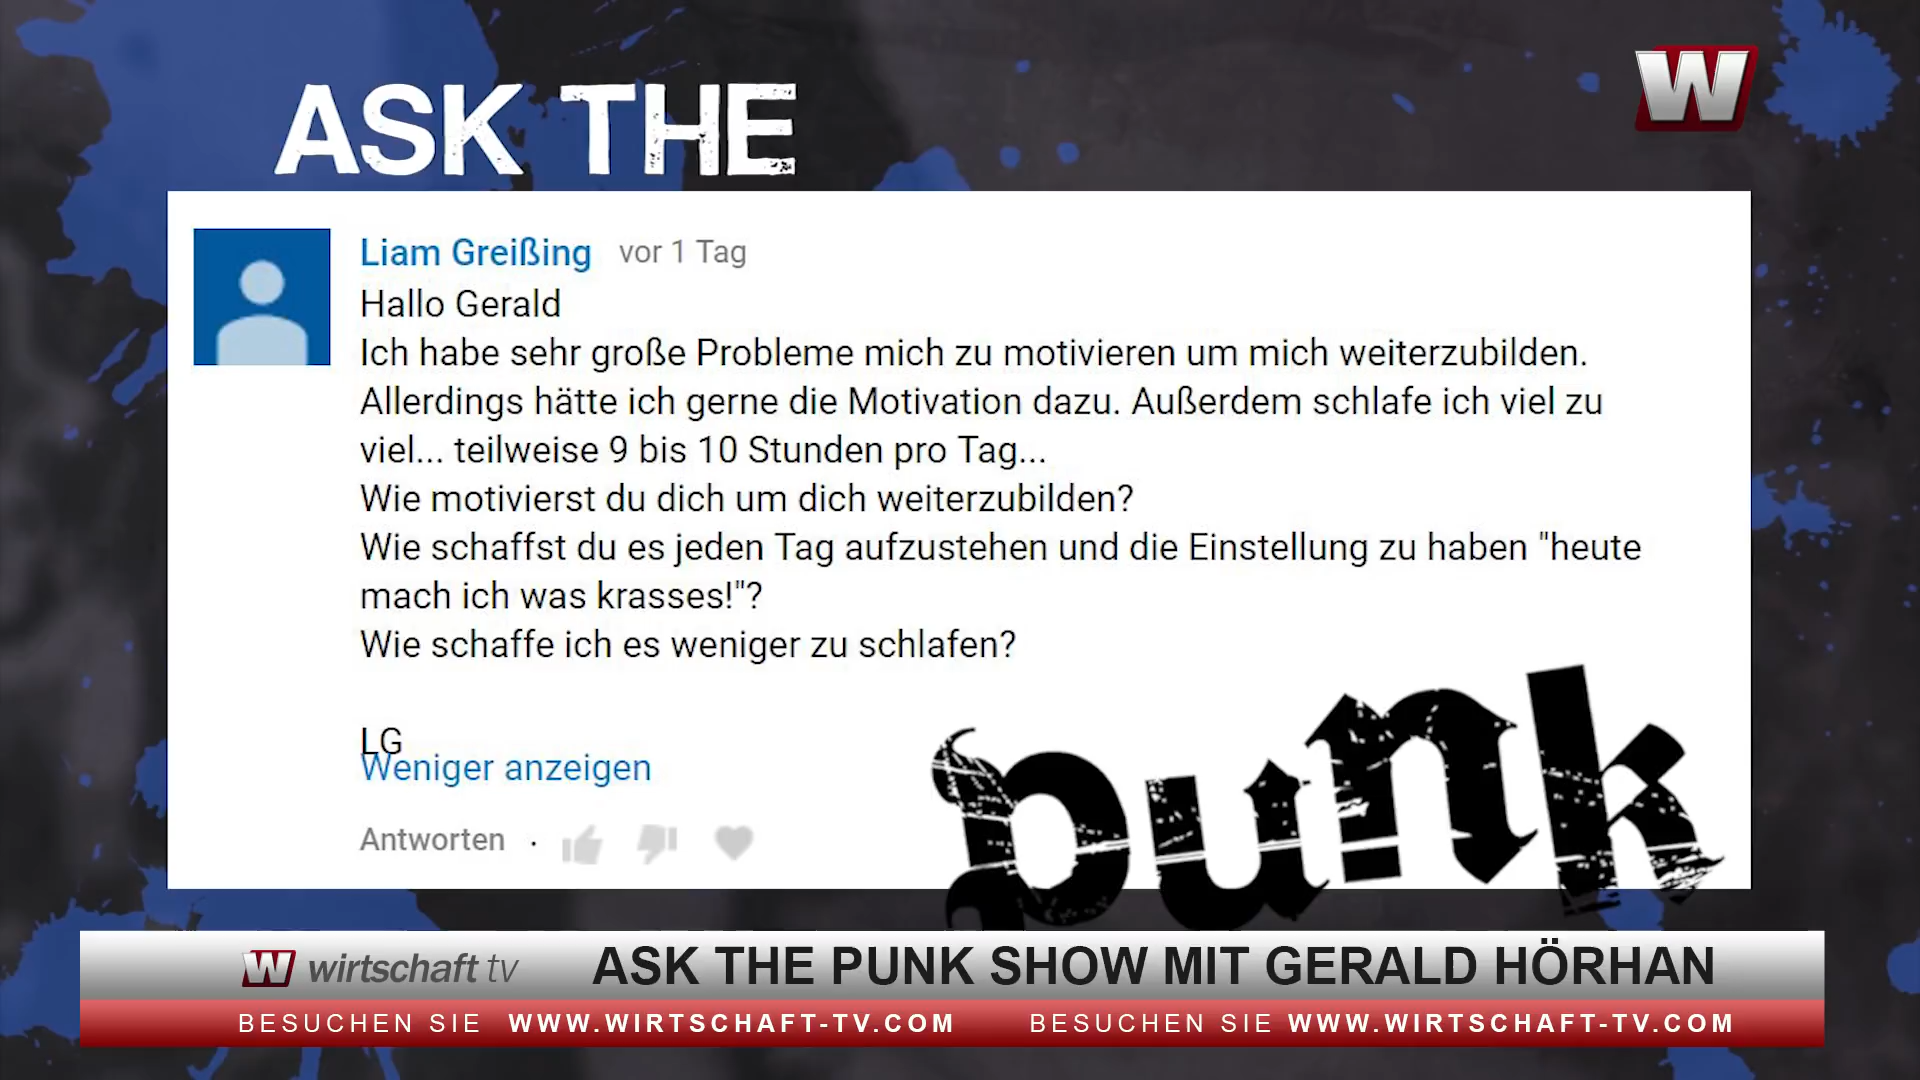 ASK THE
W
Liam Greißing vor 1 Tag
Hallo Gerald
Ich habe sehr große Probleme mich zu motivieren um mich weiterzubilden.
Allerdings hätte ich gerne die Motivation dazu. Außerdem schlafe ich viel zu
viel... teilweise 9 bis 10 Stunden pro Tag...
Wie motivierst du dich um dich weiterzubilden?
Wie schaffst du es jeden Tag aufzustehen und die Einstellung zu haben "heute
mach ich was krasses!"?
Wie schaffe ich es weniger zu schlafen?
LG
Weniger anzeigen
Antworten ·
punk
W wirtschaft tv ASK THE PUNK SHOW MIT GERALD HÖRHAN
BESUCHEN SIE WWW.WIRTSCHAFT-TV.COM BESUCHEN SIE WWW.WIRTSCHAFT-TV.COM